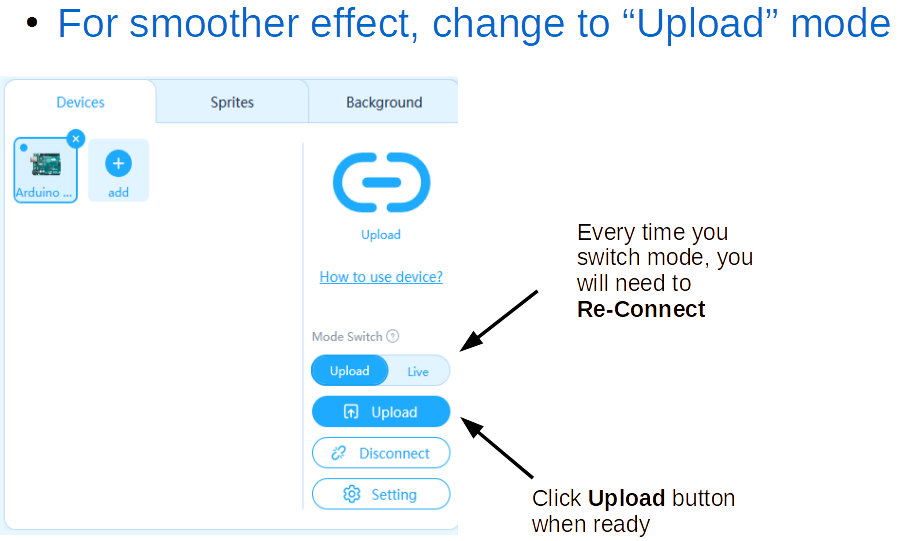 • For smoother effect, change to “Upload” mode
Devices
Sprites
Background
Arduino ...
add
Upload
How to use device?
Every time you
switch mode, you
will need to
Re-Connect
Mode Switch ?
Upload
Live
Upload
Disconnect
Setting
Click Upload button
when ready